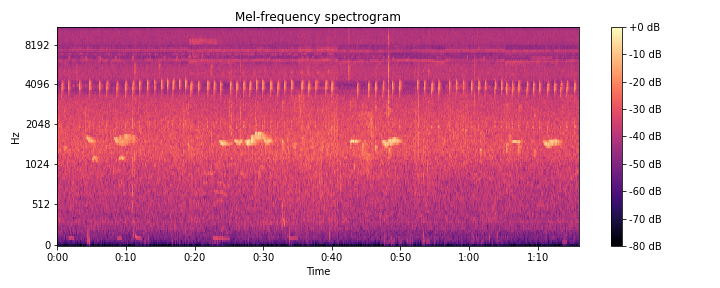 Mel-frequency spectrogram
8192
4096
2048
1024
512
0
Hz
0:00
0:10
0:20
0:30
0:40
0:50
1:00
1:10
Time
+0 dB
-10 dB
-20 dB
-30 dB
-40 dB
-50 dB
-60 dB
-70 dB
-80 dB